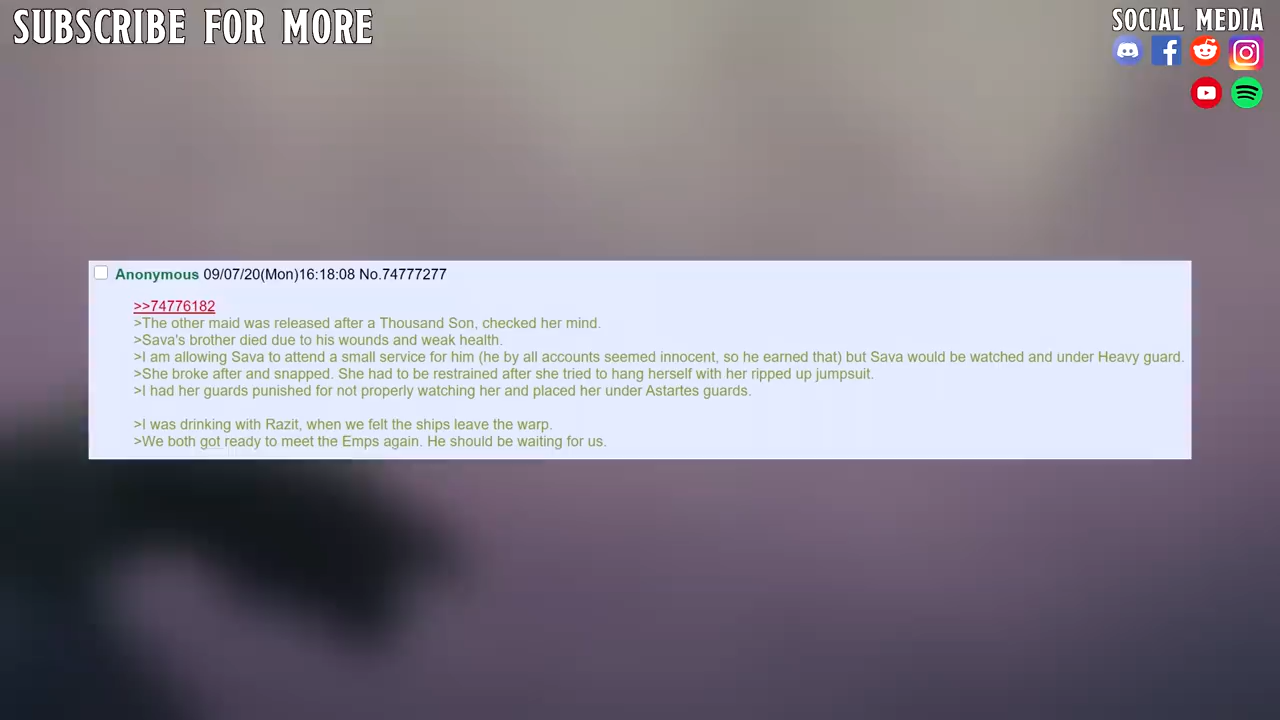 SUBSCRIBE FOR MORE
SOCIAL MEDIA
Anonymous 09/07/20(Mon)16:18:08 No.74777277
>>74776182
>The other maid was released after a Thousand Son, checked her mind.
>Sava's brother died due to his wounds and weak health.
>I am allowing Sava to attend a small service for him (he by all accounts seemed innocent, so he earned that) but Sava would be watched and under Heavy guard.
>She broke after and snapped. She had to be restrained after she tried to hang herself with her ripped up jumpsuit.
>I had her guards punished for not properly watching her and placed her under Astartes guards.
>I was drinking with Razit, when we felt the ships leave the warp.
>We both got ready to meet the Emps again. He should be waiting for us.